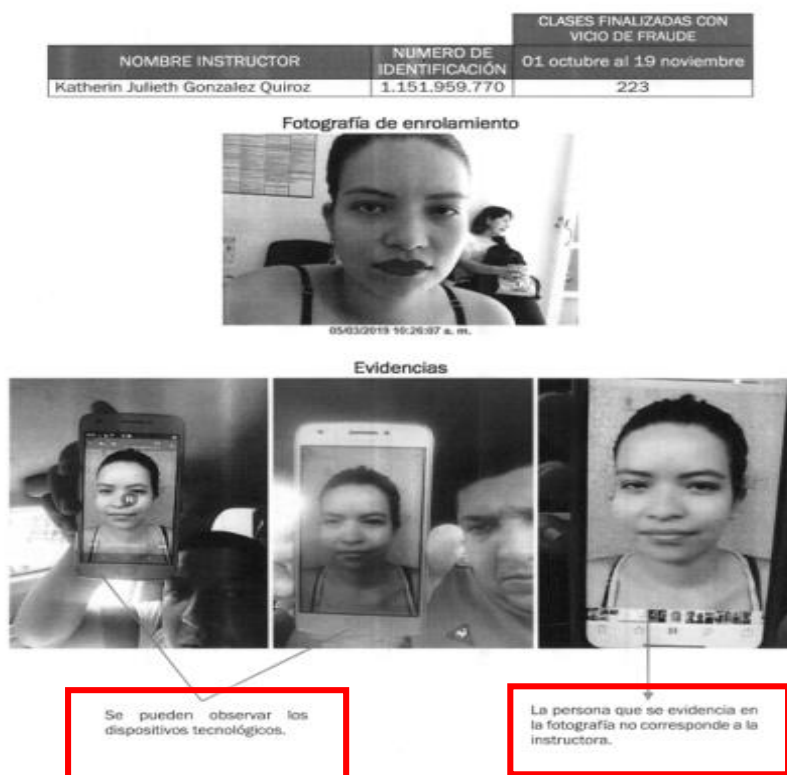 CLASES FINALIZADAS CON
VICIO DE FRAUDE
NOMBRE INSTRUCTOR
NUMERO DE
IDENTIFICACIÓN
01 octubre al 19 noviembre
Katherin Julieth Gonzalez Quiroz
1.151.959.770
223
Fotografía de enrolamiento
05/03/2019 10:26:07 a. m.
Evidencias
Se pueden observar los
dispositivos tecnológicos.
La persona que se evidencia en
la fotografía no corresponde a la
instructora.